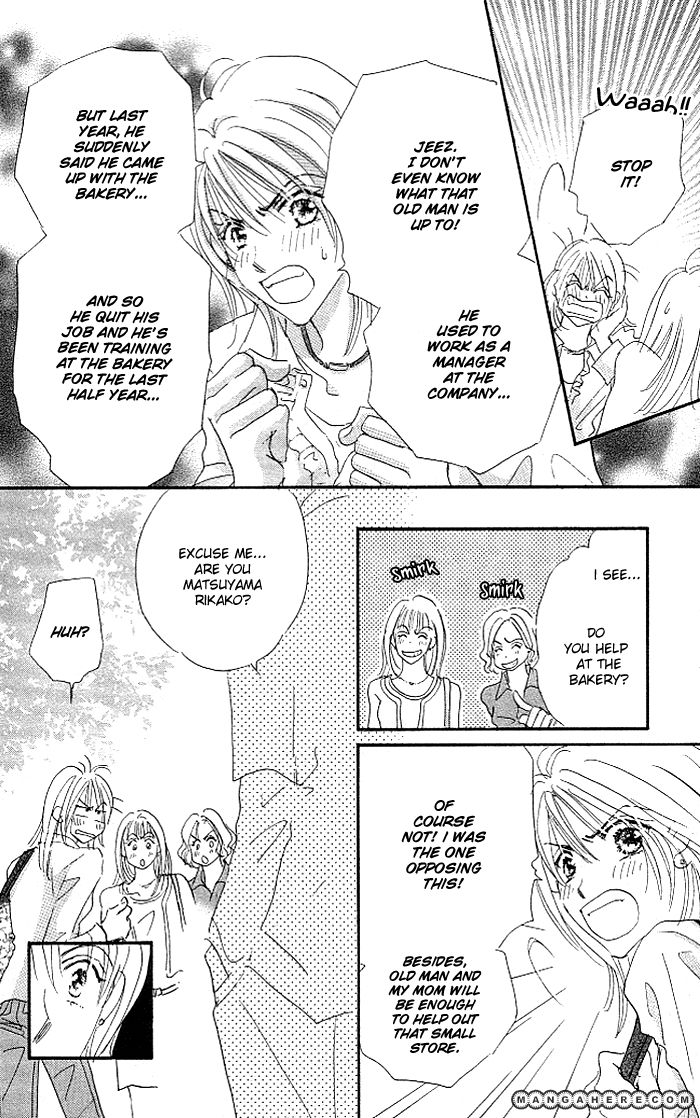 Waaah!!
STOP
IT!
JEEZ.
I DON'T
EVEN KNOW
WHAT THAT
OLD MAN IS
UP TO!
HE
USED TO
WORK AS A
MANAGER
AT THE
COMPANY...
BUT LAST
YEAR, HE
SUDDENLY
SAID HE CAME
UP WITH THE
BAKERY...
AND SO
HE QUIT HIS
JOB AND HE'S
BEEN TRAINING
AT THE BAKERY
FOR THE LAST
HALF YEAR...
I SEE...
DO
YOU HELP
AT THE
BAKERY?
Smirk
Smirk
OF
COURSE
NOT! I WAS
THE ONE
OPPOSING
THIS!
BESIDES,
OLD MAN AND
MY MOM WILL
BE ENOUGH
TO HELP OUT
THAT SMALL
STORE.
EXCUSE ME...
ARE YOU
MATSUYAMA
RIKAKO?
HUH?
MANGAHERE.COM